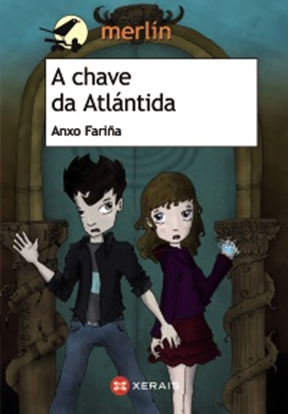 merlín
A chave
da Atlántida
Anxo Fariña
XERAIS